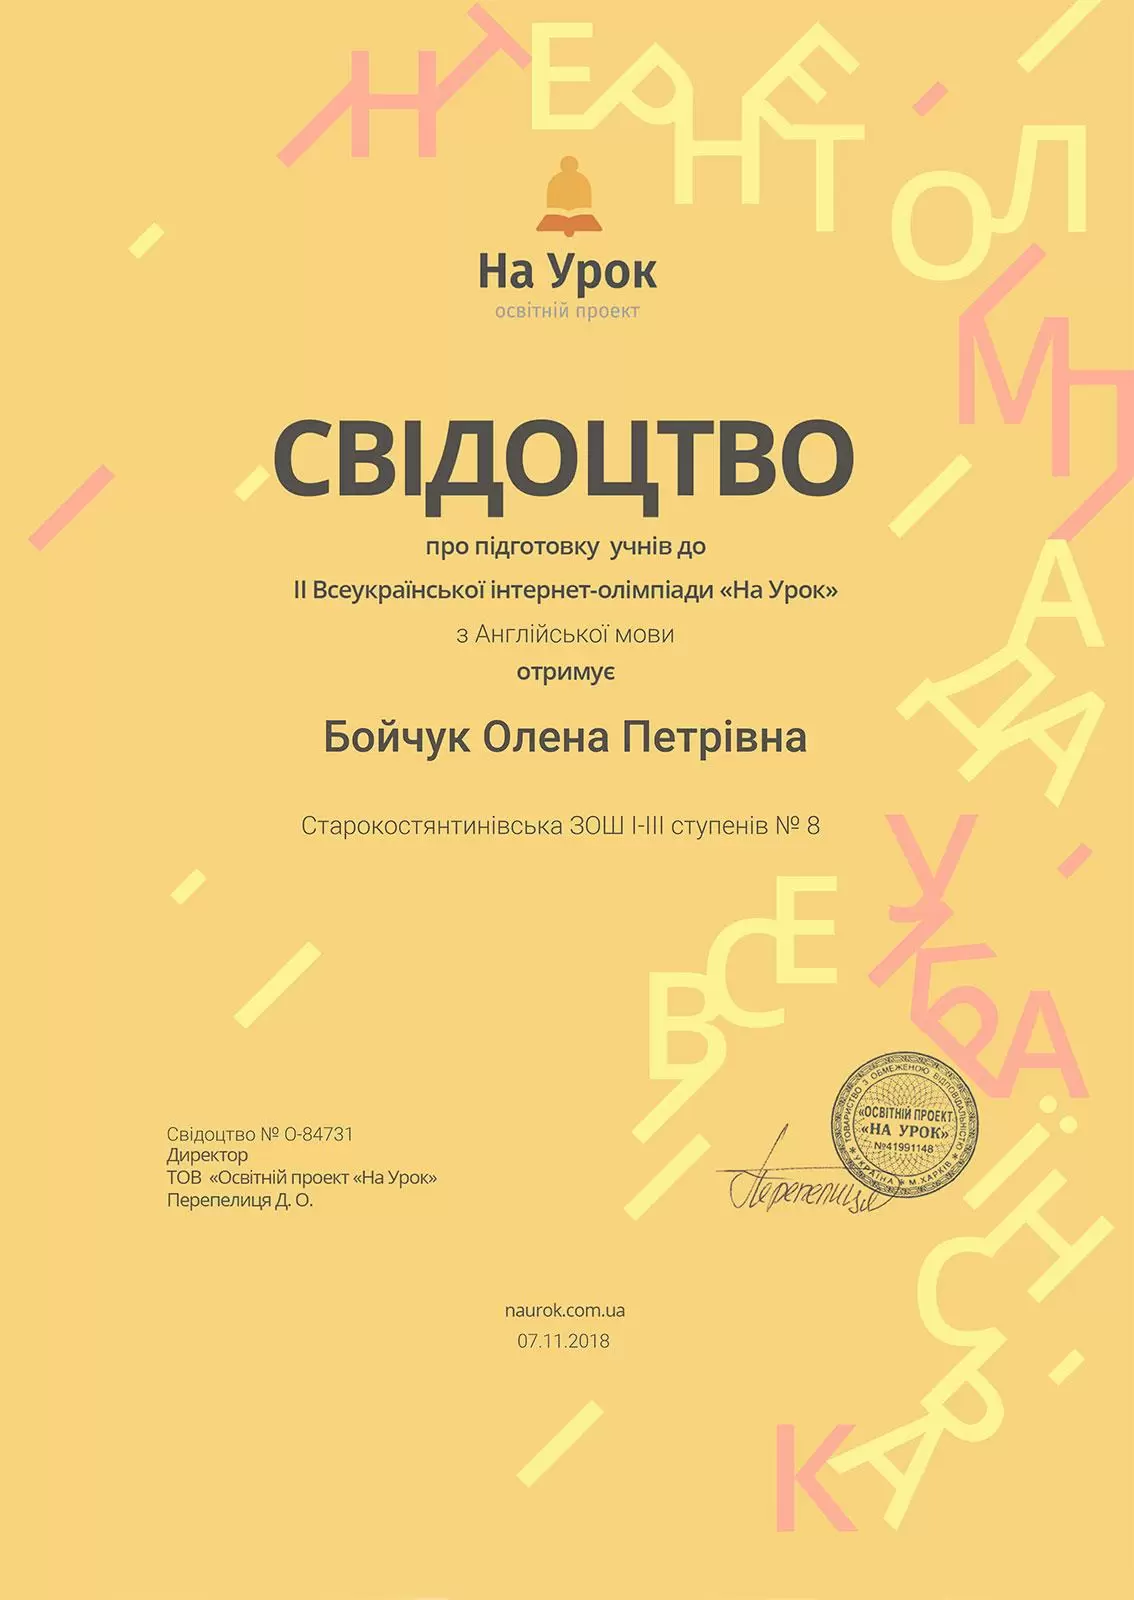 ІНТЕРНЕТ ОЛІМПІАДА
На Урок
освітній проект
СВІДОЦТВО
про підготовку учнів до
ІІ Всеукраїнської інтернет-олімпіади «На Урок»
з Англійської мови
отримує
Бойчук Олена Петрівна
Старокостянтинівська ЗОШ І-ІІІ ступенів № 8
ВСЕУКРАЇНСЬКА
Свідоцтво № О-84731
Директор
ТОВ «Освітній проект «На Урок»
Перепелиця Д. О.
Перепелиця
ТОВАРИСТВО З ОБМЕЖЕНОЮ ВІДПОВІДАЛЬНІСТЮ
«ОСВІТНІЙ ПРОЕКТ
«НА УРОК»
№41991148
* УКРАЇНА * М.ХАРКІВ *
naurok.com.ua
07.11.2018